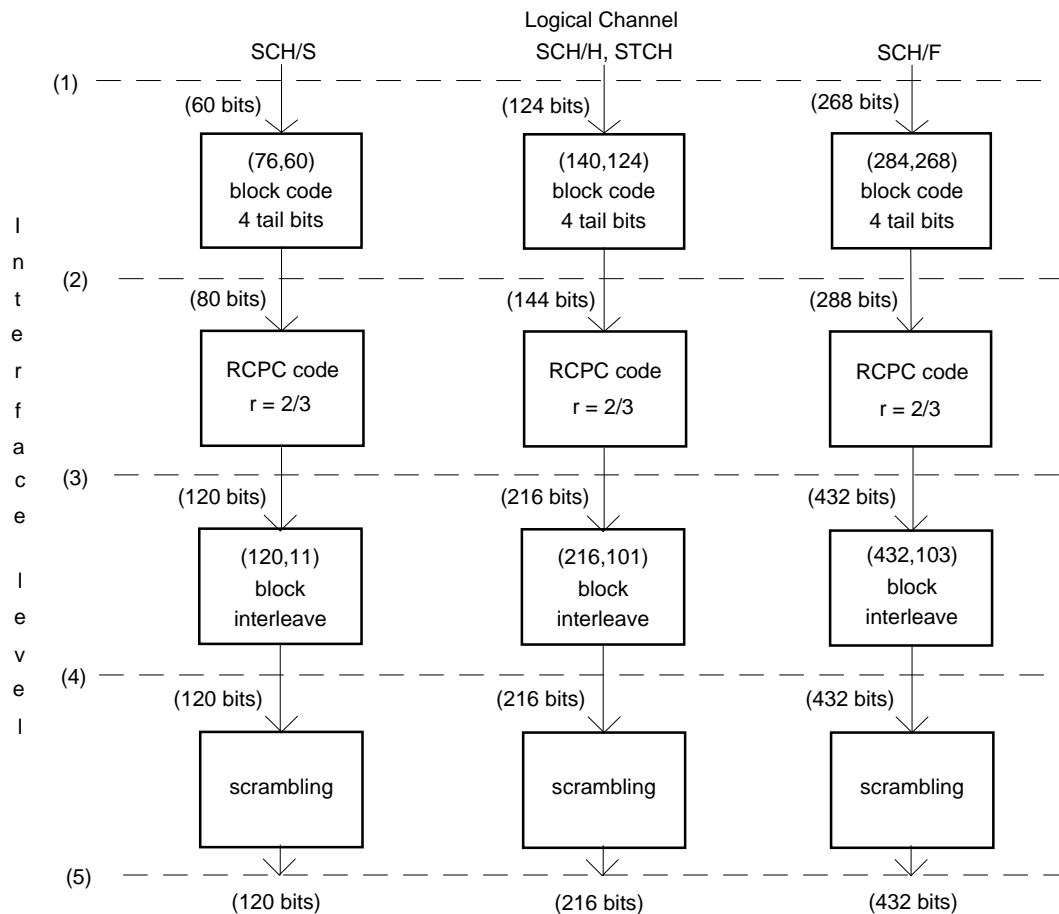 Logical Channel
SCH/S
SCH/H, STCH
SCH/F
(1)
(60 bits)
(124 bits)
(268 bits)
(76,60)
block code
4 tail bits
(140,124)
block code
4 tail bits
(284,268)
block code
4 tail bits
(2)
(80 bits)
(144 bits)
(288 bits)
RCPC code
r = 2/3
RCPC code
r = 2/3
RCPC code
r = 2/3
(3)
(120 bits)
(216 bits)
(432 bits)
(120,11)
block
interleave
(216,101)
block
interleave
(432,103)
block
interleave
(4)
(120 bits)
(216 bits)
(432 bits)
scrambling
scrambling
scrambling
(5)
(120 bits)
(216 bits)
(432 bits)
Interface level